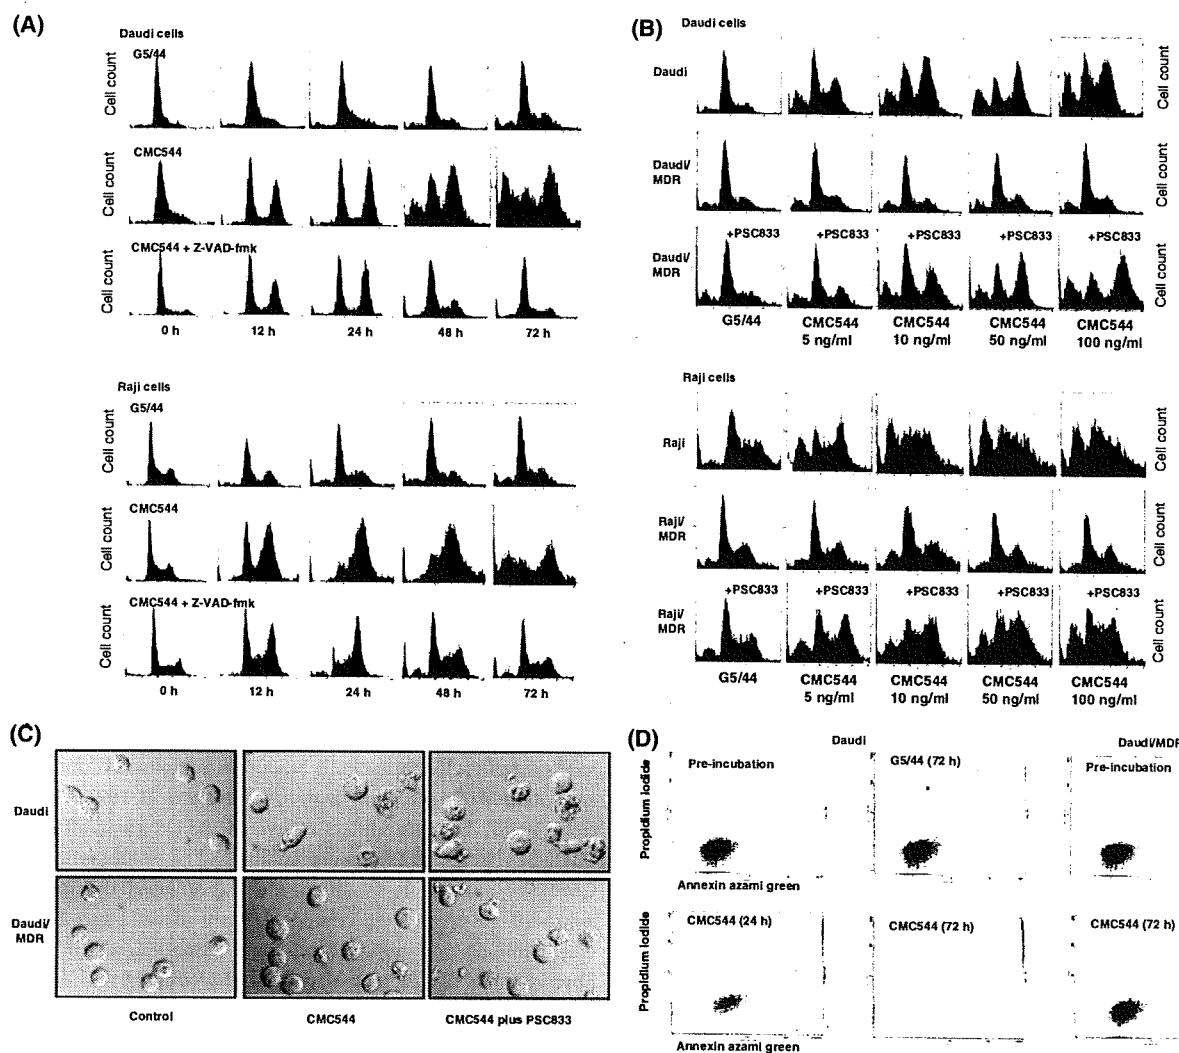 (A)
Daudi cells
G5/44
Cell count
CMC544
Cell count
CMC544 + Z-VAD-fmk
Cell count
0 h 12 h 24 h 48 h 72 h
Raji cells
G5/44
Cell count
CMC544
Cell count
CMC544 + Z-VAD-fmk
Cell count
0 h 12 h 24 h 48 h 72 h
(B)
Daudi cells
Daudi
Cell count
Daudi/
MDR
Cell count
+PSC833 +PSC833 +PSC833 +PSC833 +PSC833
Daudi/
MDR
Cell count
G5/44 CMC544 CMC544 CMC544 CMC544
5 ng/ml 10 ng/ml 50 ng/ml 100 ng/ml
Raji cells
Raji
Cell count
Raji/
MDR
Cell count
+PSC833 +PSC833 +PSC833 +PSC833 +PSC833
Raji/
MDR
Cell count
G5/44 CMC544 CMC544 CMC544 CMC544
5 ng/ml 10 ng/ml 50 ng/ml 100 ng/ml
(C)
Daudi
Daudi/
MDR
Control CMC544 CMC544 plus PSC833
(D)
Daudi Daudi/MDR
Propidium iodide
Pre-incubation G5/44 (72 h) Pre-incubation
Annexin azami green
Propidium iodide
CMC544 (24 h) CMC544 (72 h) CMC544 (72 h)
Annexin azami green